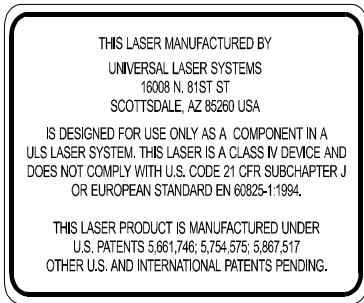 THIS LASER MANUFACTURED BY
UNIVERSAL LASER SYSTEMS
16008 N. 81ST ST
SCOTTSDALE, AZ 85260 USA
IS DESIGNED FOR USE ONLY AS A COMPONENT IN A
ULS LASER SYSTEM. THIS LASER IS A CLASS IV DEVICE AND
DOES NOT COMPLY WITH U.S. CODE 21 CFR SUBCHAPTER J
OR EUROPEAN STANDARD EN 60825-1:1994.
THIS LASER PRODUCT IS MANUFACTURED UNDER
U.S. PATENTS 5,661,746; 5,754,575; 5,867,517
OTHER U.S. AND INTERNATIONAL PATENTS PENDING.